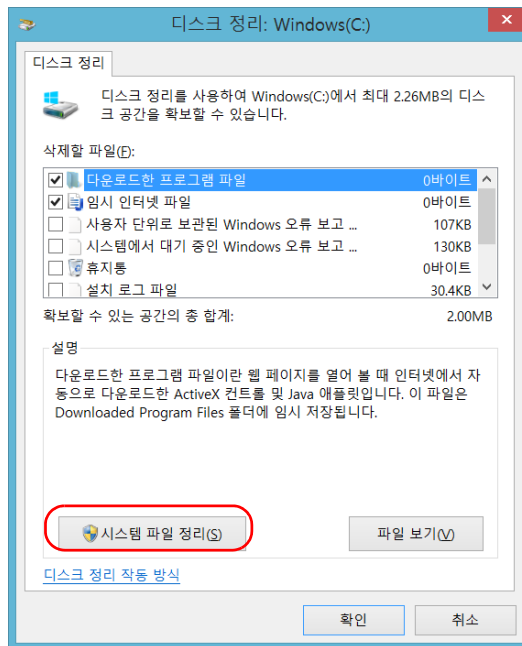 디스크 정리: Windows(C:)
디스크 정리
디스크 정리를 사용하여 Windows(C:)에서 최대 2.26MB의 디스
크 공간을 확보할 수 있습니다.
삭제할 파일(F):
다운로드한 프로그램 파일 0바이트
임시 인터넷 파일 0바이트
사용자 단위로 보관된 Windows 오류 보고 ... 107KB
시스템에서 대기 중인 Windows 오류 보고 ... 130KB
휴지통 0바이트
설치 로그 파일 30.4KB
확보할 수 있는 공간의 총 합계: 2.00MB
설명
다운로드한 프로그램 파일이란 웹 페이지를 열어 볼 때 인터넷에서 자
동으로 다운로드한 ActiveX 컨트롤 및 Java 애플릿입니다. 이 파일은
Downloaded Program Files 폴더에 임시 저장됩니다.
시스템 파일 정리(S) 파일 보기(V)
디스크 정리 작동 방식
확인 취소